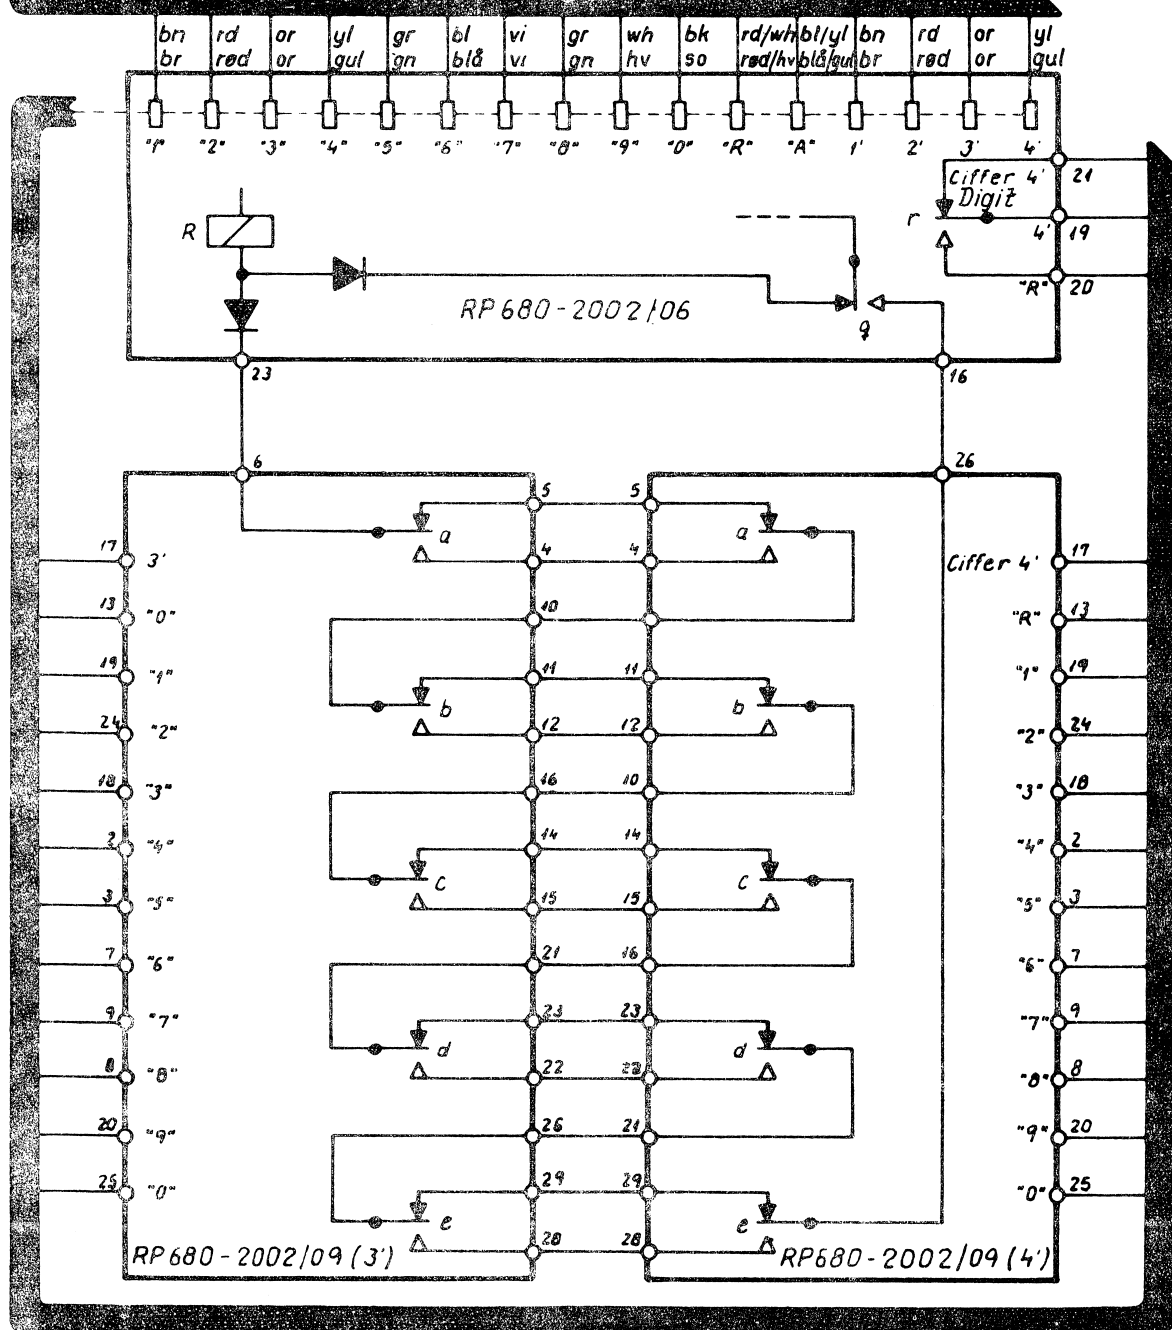 bn rd or yl gr bl vi gr wh bk rd/wh bl/yl bn rd or yl
br rød or gul gn blå vi gn hv so rød/hv blå/gul br rød or gul
"1" "2" "3" "4" "5" "6" "7" "8" "9" "0" "R" "A" 1' 2' 3' 4'
Ciffer 4' 21
Digit
R r 4' 19
"R" 20
RP680-2002/06
q
23 16
6 26
5 5
a a
17 3' 4 4 Ciffer 4' 17
13 "0" 10 "R" 13
19 "1" 11 11 "1" 19
b b
24 "2" 12 12 "2" 24
18 "3" 16 10 "3" 18
2 "4" 14 14 "4" 2
c c
3 "5" 15 15 "5" 3
7 "6" 21 16 "6" 7
9 "7" 23 23 "7" 9
d d
8 "8" 22 22 "8" 8
20 "9" 26 21 "9" 20
25 "0" 29 29 "0" 25
e e
28 28
RP680-2002/09 (3') RP680-2002/09 (4')